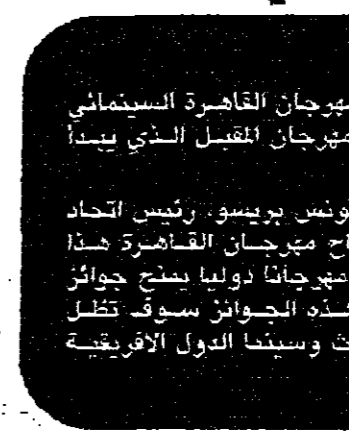 مهرجان القاهرة السينمائي
مهرجان المقبل الذي يبدأ
ونس بريسو، رئيس اتحاد
اح مهرجان القاهرة هذا
مهرجانا دوليا يمنح جوائز
هذه الجوائز سوف تظل
ث وسينما الدول الافريقية